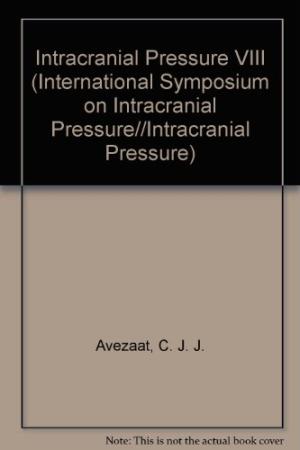 Intracranial Pressure VIII
(International Symposium
on Intracranial
Pressure//Intracranial
Pressure)
Avezaat, C. J. J.
Note: This is not the actual book cover